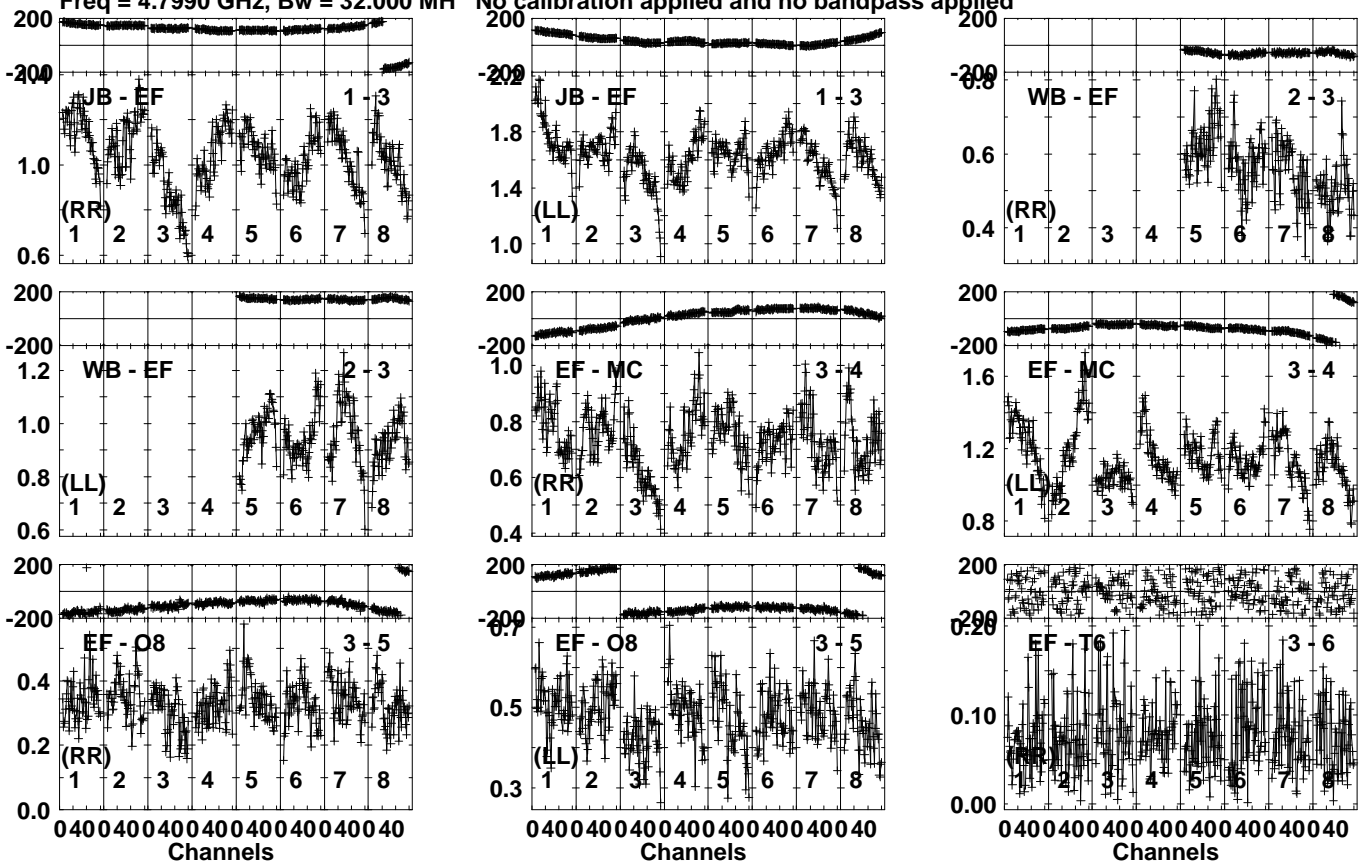 Freq = 4.7990 GHz, Bw = 32.000 MH No calibration applied and no bandpass applied
200
-200
1.4
1.0
0.6
JB - EF 1 - 3
(RR)
1 2 3 4 5 6 7 8
200
-200
2.2
1.8
1.4
1.0
JB - EF 1 - 3
(LL)
1 2 3 4 5 6 7 8
200
-200
0.8
0.6
0.4
WB - EF 2 - 3
(RR)
1 2 3 4 5 6 7 8
200
-200
1.2
1.0
0.8
0.6
WB - EF 2 - 3
(LL)
1 2 3 4 5 6 7 8
200
-200
1.0
0.8
0.6
0.4
EF - MC 3 - 4
(RR)
1 2 3 4 5 6 7 8
200
-200
1.6
1.2
0.8
EF - MC 3 - 4
(LL)
1 2 3 4 5 6 7 8
200
-200
0.4
0.2
0.0
EF - O8 3 - 5
(RR)
1 2 3 4 5 6 7 8
0 40 0 40 0 40 0 40 0 40 0 40 0 40 0 40
Channels
200
-200
0.7
0.5
0.3
EF - O8 3 - 5
(LL)
1 2 3 4 5 6 7 8
0 40 0 40 0 40 0 40 0 40 0 40 0 40 0 40
Channels
200
-200
0.20
0.10
0.00
EF - T6 3 - 6
(RR)
1 2 3 4 5 6 7 8
0 40 0 40 0 40 0 40 0 40 0 40 0 40 0 40
Channels